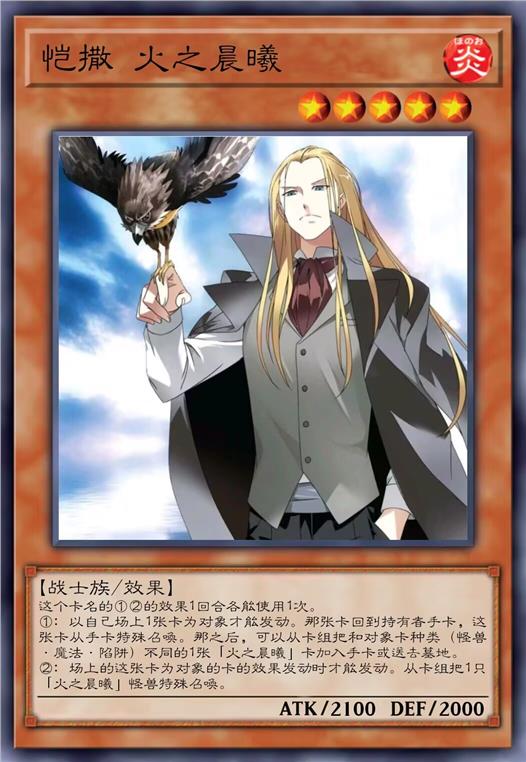 恺撒 火之晨曦
ほのお
炎
【战士族/效果】
这个卡名的①②的效果1回合各能使用1次。
①：以自己场上1张卡为对象才能发动。那张卡回到持有者手卡，这
张卡从手卡特殊召唤。那之后，可以从卡组把和对象卡种类（怪兽
·魔法·陷阱）不同的1张「火之晨曦」卡加入手卡或送去墓地。
②：场上的这张卡为对象的卡的效果发动时才能发动。从卡组把1只
「火之晨曦」怪兽特殊召唤。
ATK/2100 DEF/2000